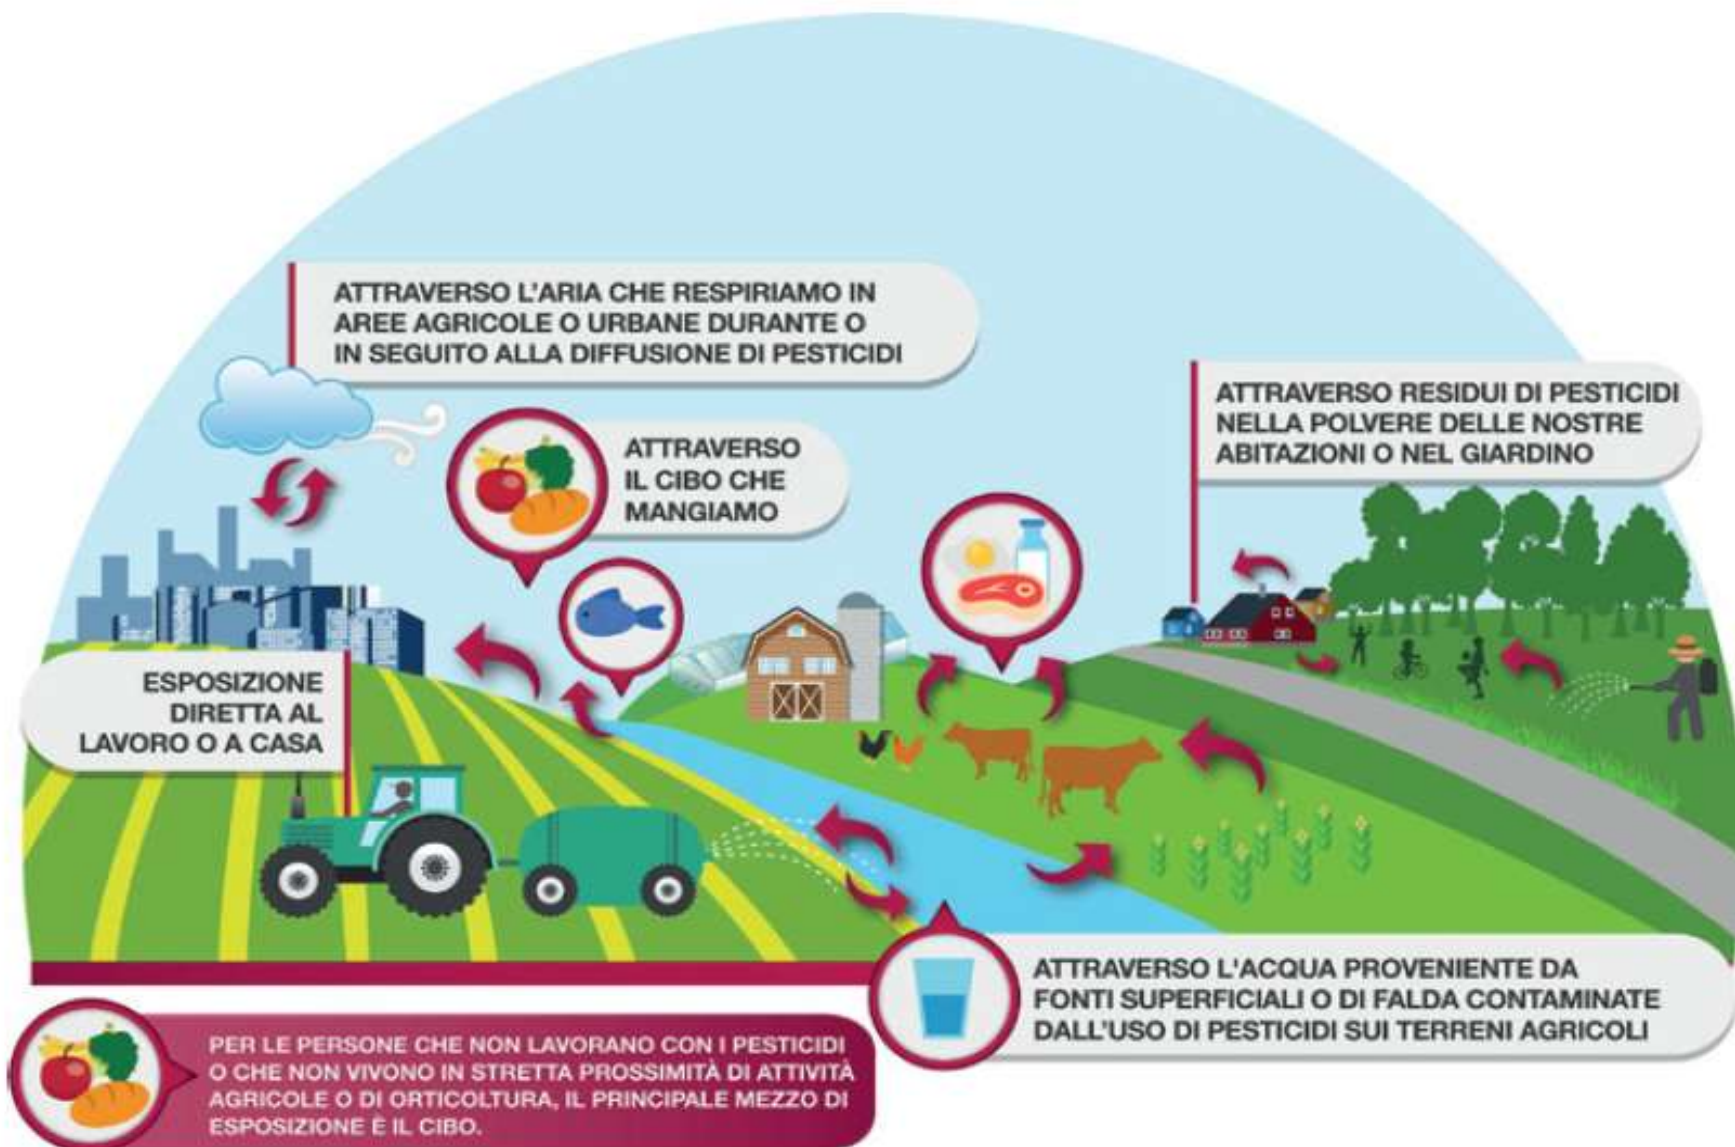 ATTRAVERSO L'ARIA CHE RESPIRIAMO IN
AREE AGRICOLE O URBANE DURANTE O
IN SEGUITO ALLA DIFFUSIONE DI PESTICIDI
ATTRAVERSO
IL CIBO CHE
MANGIAMO
ATTRAVERSO RESIDUI DI PESTICIDI
NELLA POLVERE DELLE NOSTRE
ABITAZIONI O NEL GIARDINO
ESPOSIZIONE
DIRETTA AL
LAVORO O A CASA
ATTRAVERSO L'ACQUA PROVENIENTE DA
FONTI SUPERFICIALI O DI FALDA CONTAMINATE
DALL'USO DI PESTICIDI SUI TERRENI AGRICOLI
PER LE PERSONE CHE NON LAVORANO CON I PESTICIDI
O CHE NON VIVONO IN STRETTA PROSSIMITÀ DI ATTIVITÀ
AGRICOLE O DI ORTICOLTURA, IL PRINCIPALE MEZZO DI
ESPOSIZIONE È IL CIBO.